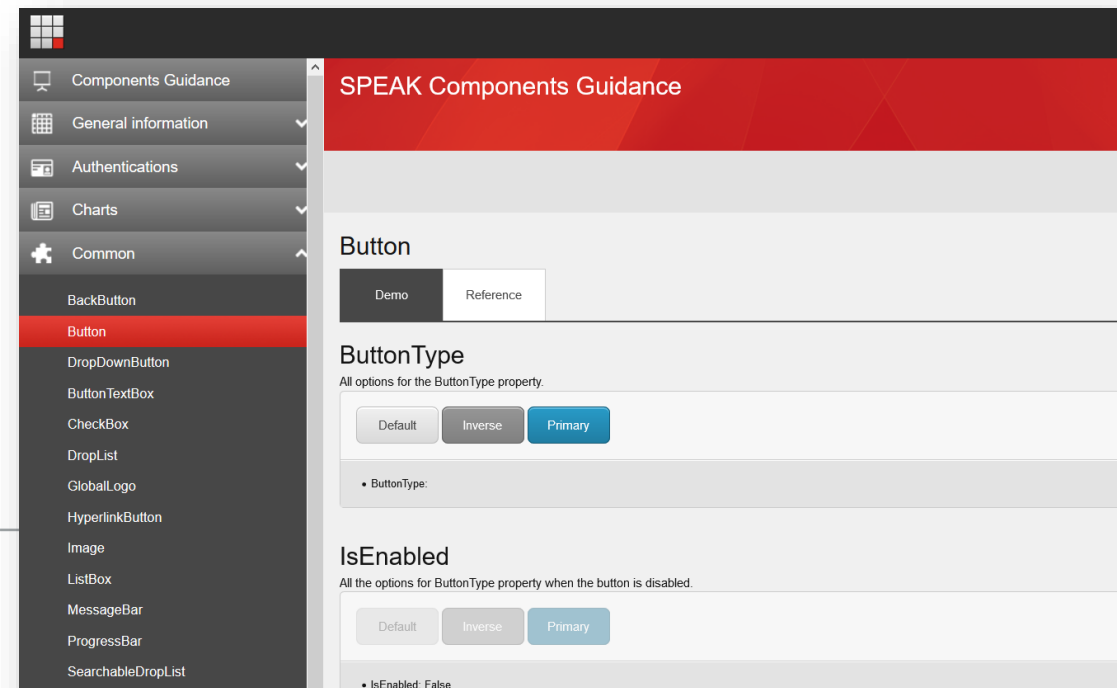 Components Guidance
General information
Authentications
Charts
Common
BackButton
Button
DropDownButton
ButtonTextBox
CheckBox
DropList
GlobalLogo
HyperlinkButton
Image
ListBox
MessageBar
ProgressBar
SearchableDropList
SPEAK Components Guidance
Button
Demo Reference
ButtonType
All options for the ButtonType property.
Default Inverse Primary
• ButtonType:
IsEnabled
All the options for ButtonType property when the button is disabled.
Default Inverse Primary
• IsEnabled: False